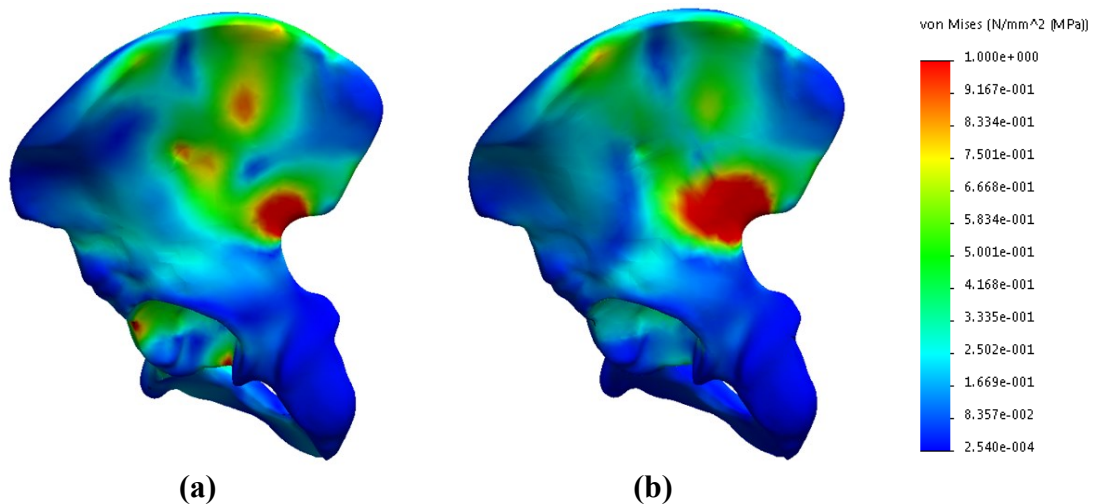 von Mises (N/mm^2 (MPa))
1.000e+000
9.167e-001
8.334e-001
7.501e-001
6.668e-001
5.834e-001
5.001e-001
4.168e-001
3.335e-001
2.502e-001
1.669e-001
8.357e-002
2.540e-004
(a)
(b)